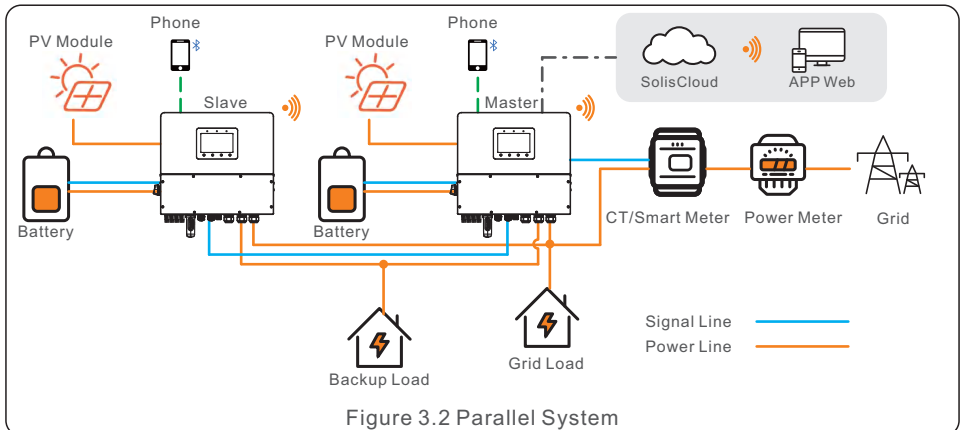 Phone
Phone
PV Module
PV Module
SolisCloud
APP Web
Slave
Master
Battery
Battery
CT/Smart Meter
Power Meter
Grid
Backup Load
Grid Load
Signal Line
Power Line
Figure 3.2 Parallel System